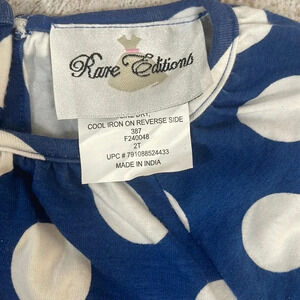 Rare Editions
COOL IRON ON REVERSE SIDE
387
F240048
2T
UPC # 791088524433
MADE IN INDIA